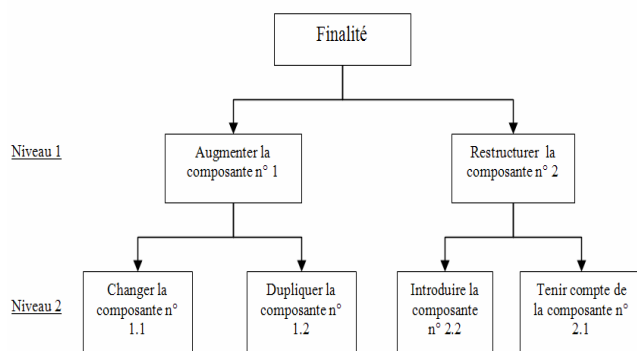 Finalité
Niveau 1
Augmenter la
composante n° 1
Restructurer la
composante n° 2
Niveau 2
Changer la
composante n°
1.1
Dupliquer la
composante n°
1.2
Introduire la
composante
n° 2.2
Tenir compte de
la composante n°
2.1